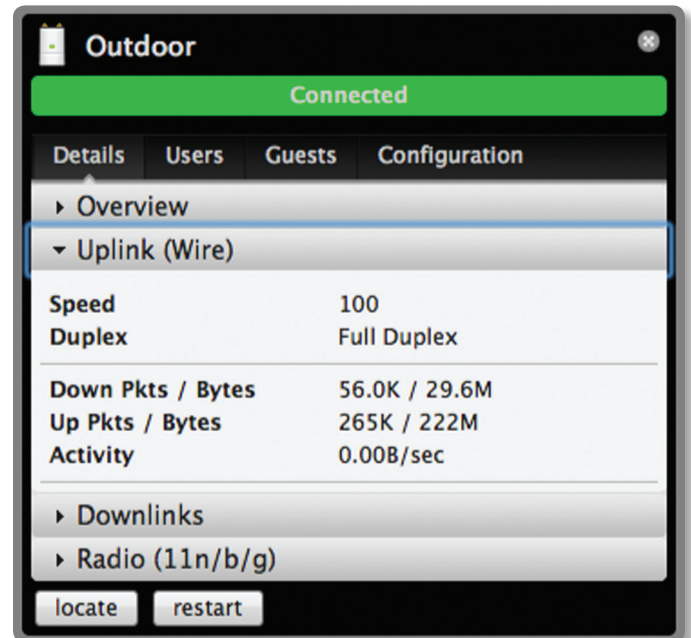 Outdoor
Connected
Details Users Guests Configuration
Overview
Uplink (Wire)
Speed 100
Duplex Full Duplex
Down Pkts / Bytes 56.0K / 29.6M
Up Pkts / Bytes 265K / 222M
Activity 0.00B/sec
Downlinks
Radio (11n/b/g)
locate restart